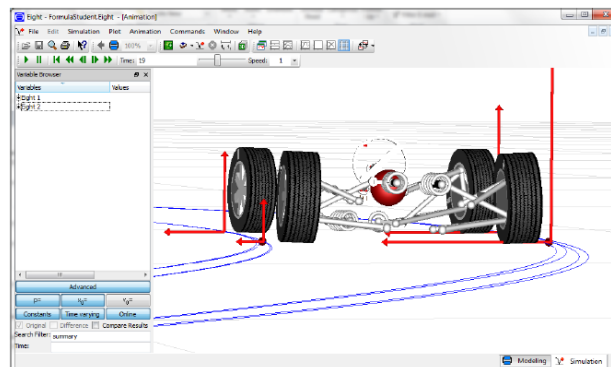 Eight - FormulaStudent.Eight - [Animation]
File Edit Simulation Plot Animation Commands Window Help
100%
Time: 19 Speed: 1
Variable Browser
Variables Values
Eight 1
Eight 2
Advanced
Constants Time varying Online
Original Difference Compare Results
Search Filter: summary
Time:
Modeling Simulation